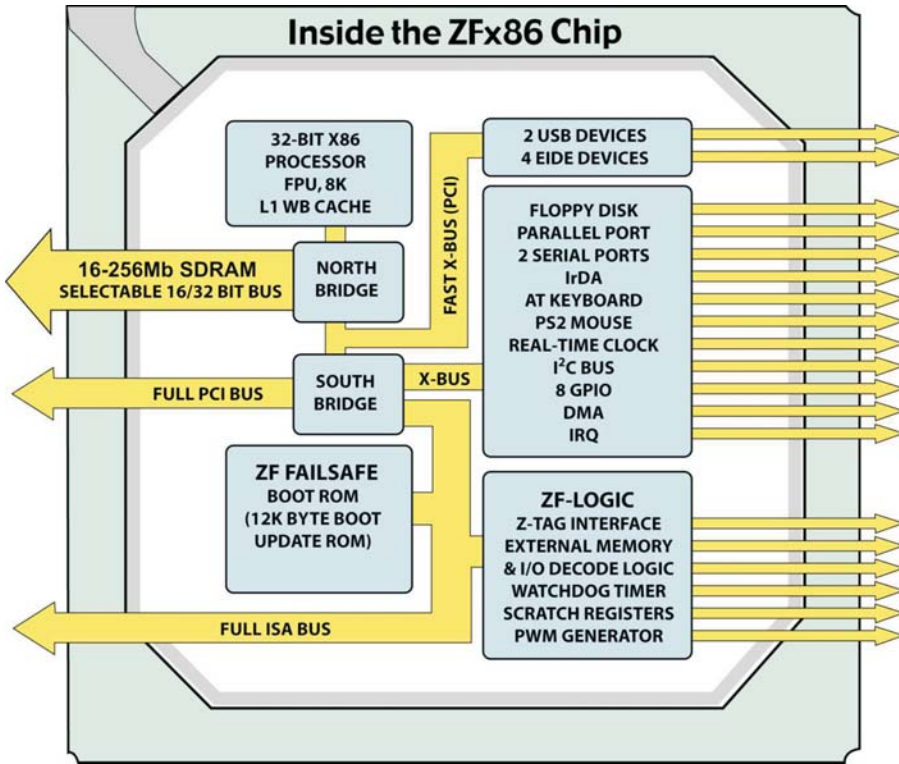 Inside the ZFx86 Chip
32-BIT X86
PROCESSOR
FPU, 8K
L1 WB CACHE
2 USB DEVICES
4 EIDE DEVICES
FAST X-BUS (PCI)
16-256Mb SDRAM
SELECTABLE 16/32 BIT BUS
NORTH
BRIDGE
FLOPPY DISK
PARALLEL PORT
2 SERIAL PORTS
IrDA
AT KEYBOARD
PS2 MOUSE
REAL-TIME CLOCK
I²C BUS
8 GPIO
DMA
IRQ
FULL PCI BUS
SOUTH
BRIDGE
X-BUS
ZF FAILSAFE
BOOT ROM
(12K BYTE BOOT
UPDATE ROM)
ZF-LOGIC
Z-TAG INTERFACE
EXTERNAL MEMORY
& I/O DECODE LOGIC
WATCHDOG TIMER
SCRATCH REGISTERS
PWM GENERATOR
FULL ISA BUS